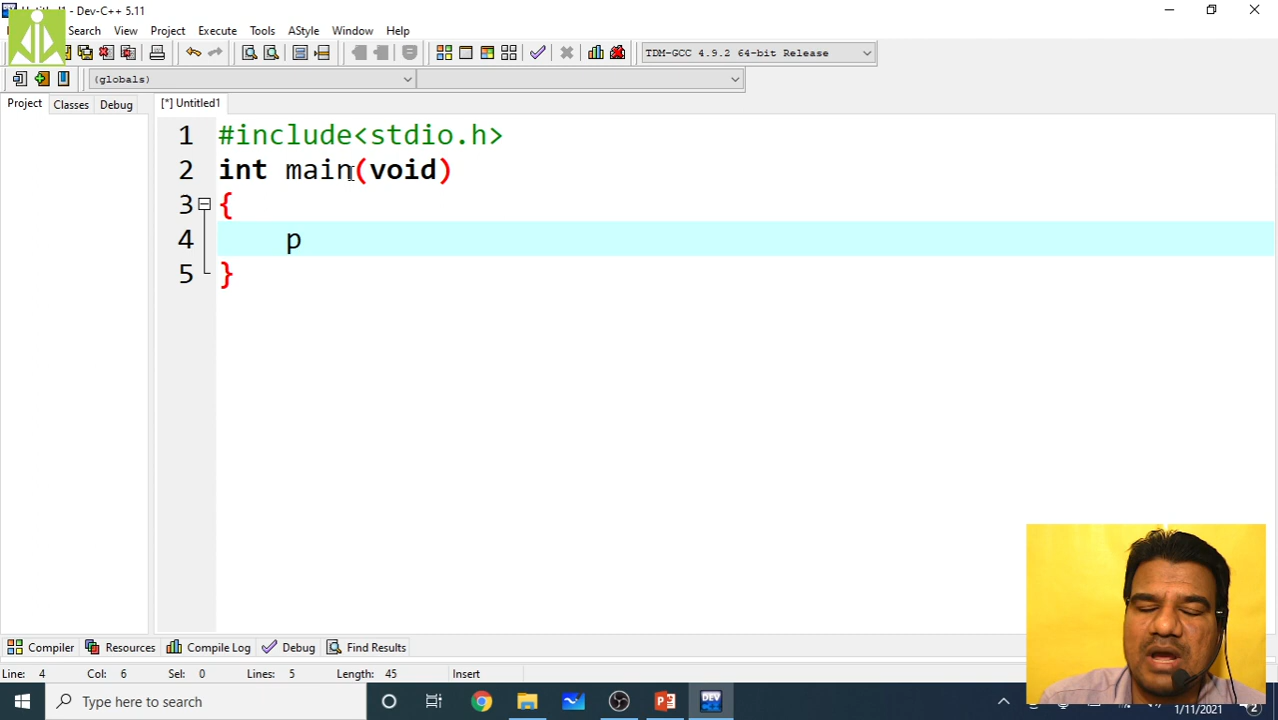 Untitled1 - Dev-C++ 5.11
Search View Project Execute Tools AStyle Window Help
TDM-GCC 4.9.2 64-bit Release
(globals)
Project Classes Debug [*] Untitled1
1 #include<stdio.h>
2 int main(void)
3 {
4 p
5 }
Compiler Resources Compile Log Debug Find Results
Line: 4 Col: 6 Sel: 0 Lines: 5 Length: 45 Insert
Type here to search
DEV
1/11/2021
2